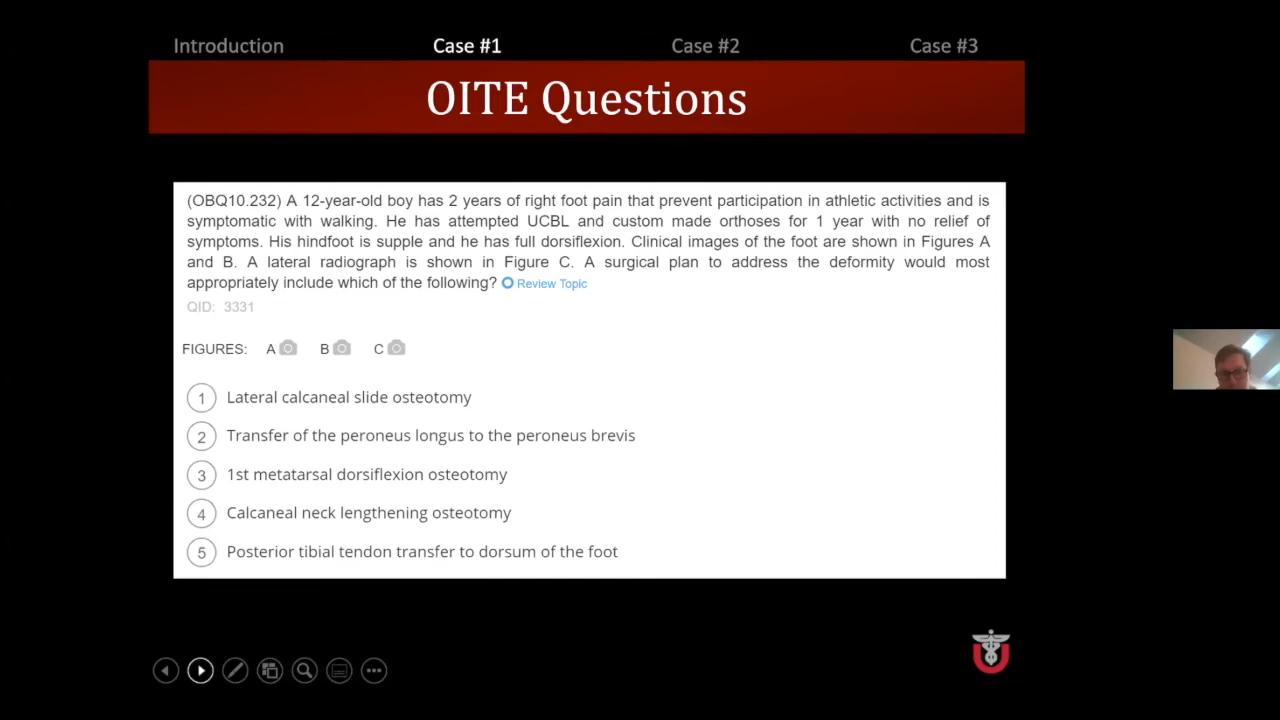 Introduction Case #1 Case #2 Case #3
OITE Questions
(OBQ10.232) A 12-year-old boy has 2 years of right foot pain that prevent participation in athletic activities and is
symptomatic with walking. He has attempted UCBL and custom made orthoses for 1 year with no relief of
symptoms. His hindfoot is supple and he has full dorsiflexion. Clinical images of the foot are shown in Figures A
and B. A lateral radiograph is shown in Figure C. A surgical plan to address the deformity would most
appropriately include which of the following? Review Topic
QID: 3331
FIGURES: A B C
1 Lateral calcaneal slide osteotomy
2 Transfer of the peroneus longus to the peroneus brevis
3 1st metatarsal dorsiflexion osteotomy
4 Calcaneal neck lengthening osteotomy
5 Posterior tibial tendon transfer to dorsum of the foot